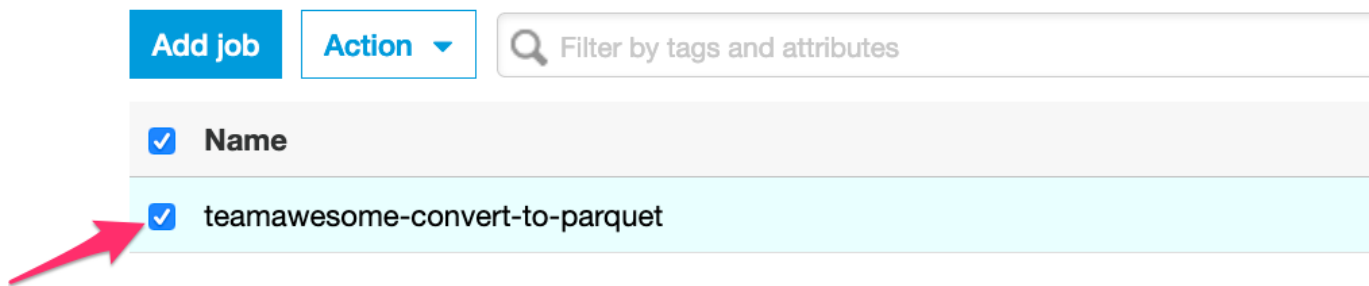 Add job Action Filter by tags and attributes
Name
teamawesome-convert-to-parquet